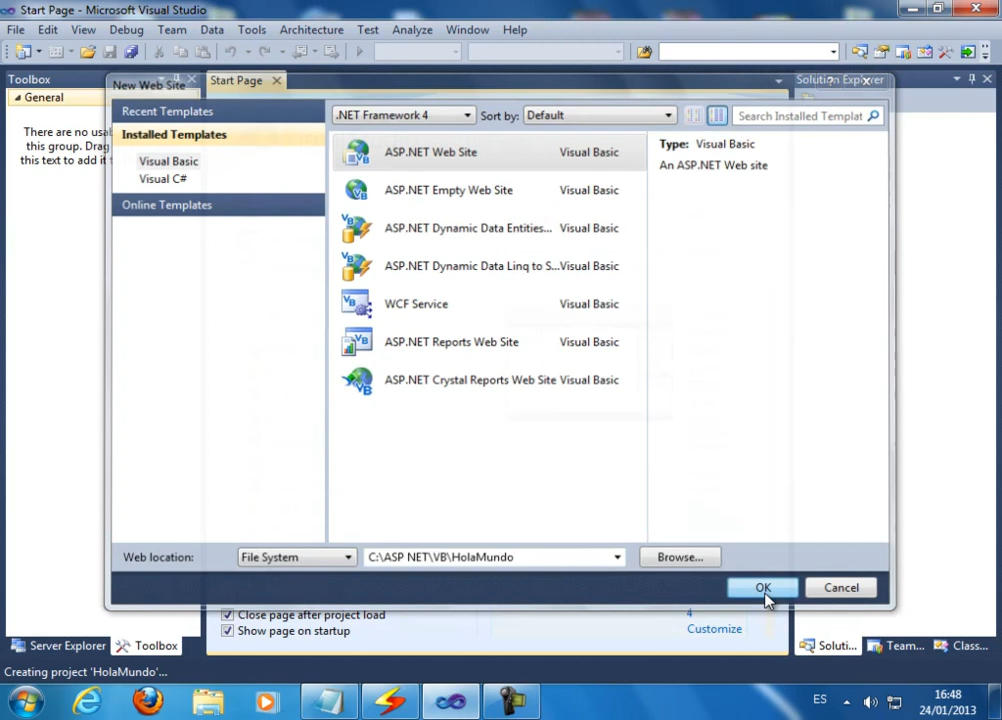 Start Page - Microsoft Visual Studio
File Edit View Debug Team Data Tools Architecture Test Analyze Window Help
Toolbox
New Web Site
Start Page
Solution Explorer
General
There are no usa
this group. Drag
this text to add it t
Recent Templates
Installed Templates
Visual Basic
Visual C#
Online Templates
.NET Framework 4
Sort by: Default
Search Installed Templat
ASP.NET Web Site Visual Basic
ASP.NET Empty Web Site Visual Basic
ASP.NET Dynamic Data Entities... Visual Basic
ASP.NET Dynamic Data Linq to S...Visual Basic
WCF Service Visual Basic
ASP.NET Reports Web Site Visual Basic
ASP.NET Crystal Reports Web Site Visual Basic
Type: Visual Basic
An ASP.NET Web site
Web location: File System C:\ASP NET\VB\HolaMundo Browse...
OK Cancel
Close page after project load
Show page on startup
4
Customize
Server Explorer Toolbox
Soluti... Team... Class...
Creating project 'HolaMundo'...
ES
16:48
24/01/2013